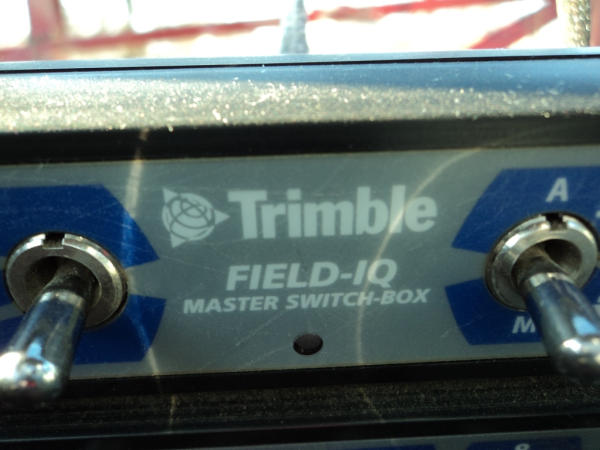 Trimble
A
FIELD-IQ
MASTER SWITCH-BOX
M